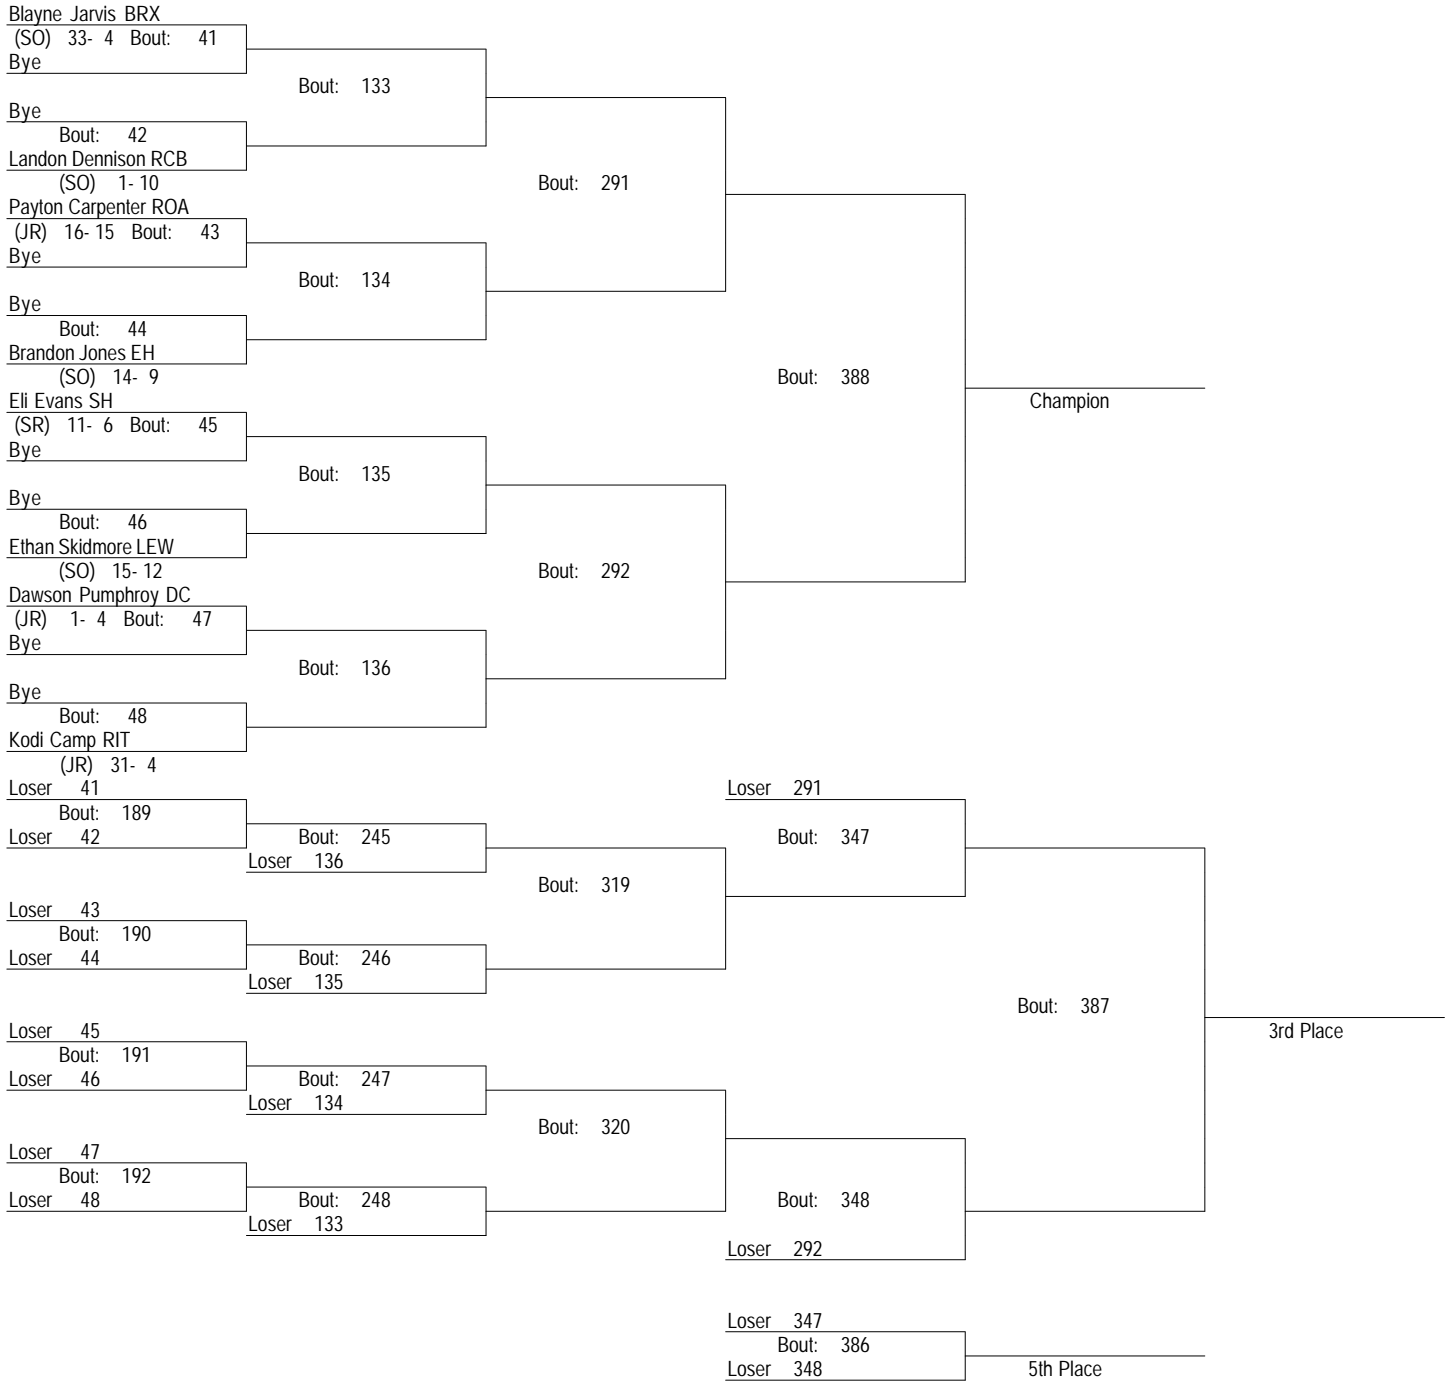 Blayne Jarvis BRX
(SO) 33- 4 Bout: 41
Bye
Bout: 133
Bye
Bout: 42
Landon Dennison RCB
(SO) 1- 10
Bout: 291
Payton Carpenter ROA
(JR) 16- 15 Bout: 43
Bye
Bout: 134
Bye
Bout: 44
Brandon Jones EH
(SO) 14- 9
Bout: 388
Champion
Eli Evans SH
(SR) 11- 6 Bout: 45
Bye
Bout: 135
Bye
Bout: 46
Ethan Skidmore LEW
(SO) 15- 12
Bout: 292
Dawson Pumphroy DC
(JR) 1- 4 Bout: 47
Bye
Bout: 136
Bye
Bout: 48
Kodi Camp RIT
(JR) 31- 4
Loser 41
Bout: 189
Loser 42
Bout: 245
Loser 136
Loser 291
Bout: 347
Bout: 319
Loser 43
Bout: 190
Loser 44
Bout: 246
Loser 135
Bout: 387
3rd Place
Loser 45
Bout: 191
Loser 46
Bout: 247
Loser 134
Bout: 320
Loser 47
Bout: 192
Loser 48
Bout: 248
Loser 133
Bout: 348
Loser 292
Loser 347
Bout: 386
Loser 348
5th Place